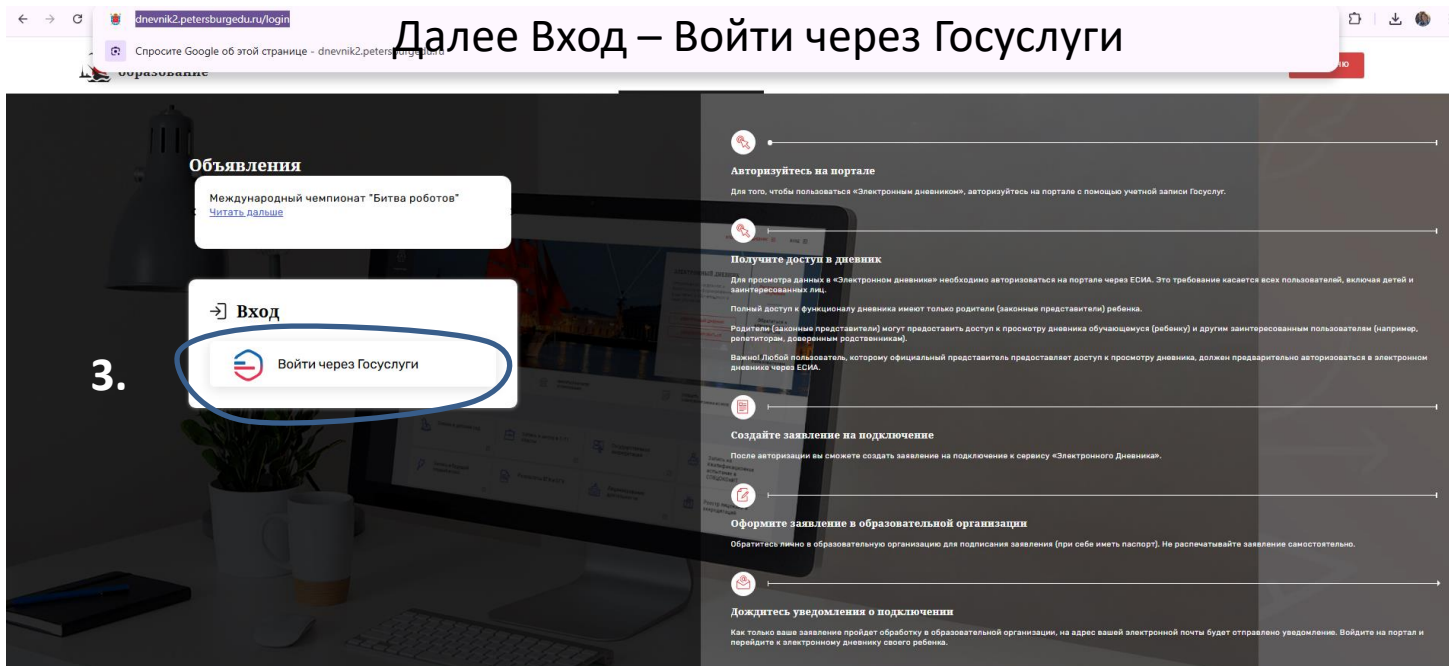 dnevnik2.petersburgedu.ru/login
Спросите Google об этой странице - dnevnik2.petersburgedu.ru
Далее Вход – Войти через Госуслуги
образование
Объявления
Международный чемпионат "Битва роботов"
Читать дальше
Вход
Войти через Госуслуги
3.
Авторизуйтесь на портале
Для того, чтобы пользоваться «Электронным дневником», авторизуйтесь на портале с помощью учетной записи Госуслуг.
Получите доступ в дневник
Для просмотра данных в «Электронном дневнике» необходимо авторизоваться на портале через ЕСИА. Это требование касается всех пользователей, включая детей и
заинтересованных лиц.
Полный доступ к функционалу дневника имеют только родители (законные представители) ребенка.
Родители (законные представители) могут предоставить доступ к просмотру дневника обучающемуся (ребенку) и другим заинтересованным пользователям (например,
репетиторам, доверенным родственникам).
Важно! Любой пользователь, которому официальный представитель предоставляет доступ к просмотру дневника, должен предварительно авторизоваться в электронном
дневнике через ЕСИА.
Создайте заявление на подключение
После авторизации вы сможете создать заявление на подключение к сервису «Электронного Дневника».
Оформите заявление в образовательной организации
Обратитесь лично в образовательную организацию для подписания заявления (при себе иметь паспорт). Не распечатывайте заявление самостоятельно.
Дождитесь уведомления о подключении
Как только ваше заявление пройдет обработку в образовательной организации, на адрес вашей электронной почты будет отправлено уведомление. Войдите на портал и
перейдите к электронному дневнику своего ребенка.